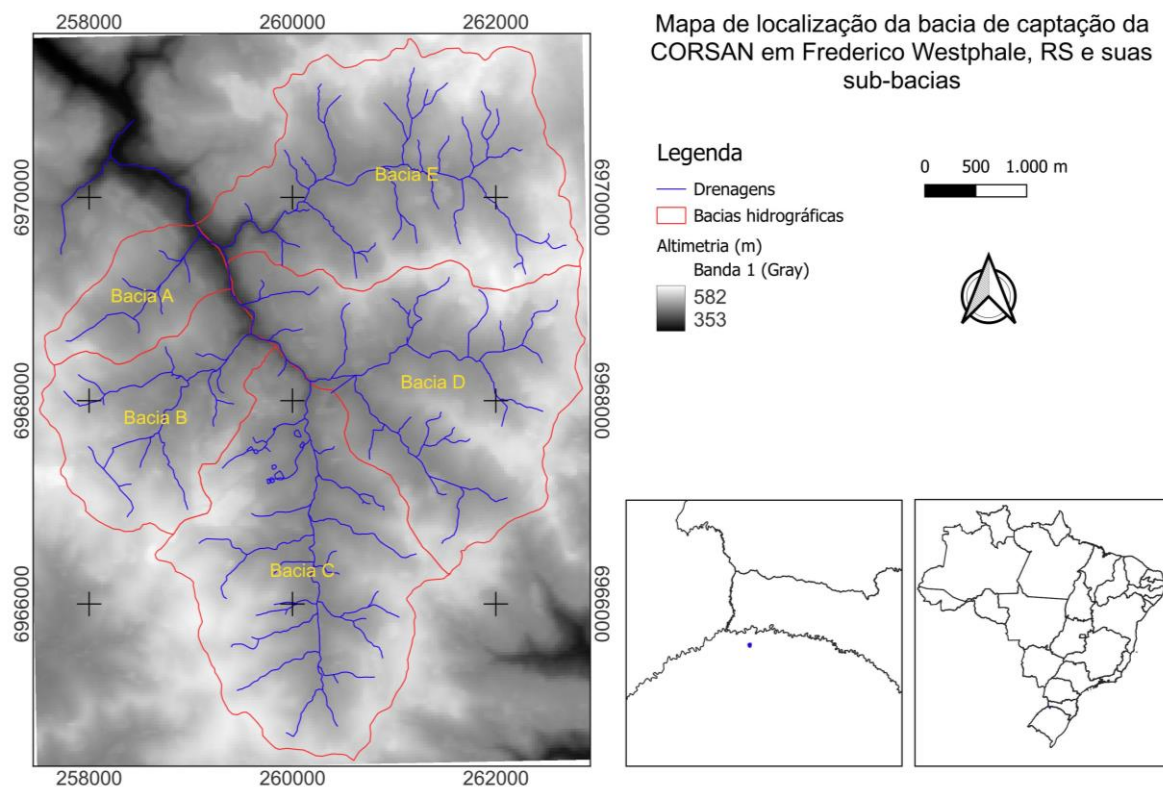 258000 260000 262000
Mapa de localização da bacia de captação da
CORSAN em Frederico Westphale, RS e suas
sub-bacias
Legenda
Drenagens
Bacias hidrográficas
Altimetria (m)
Banda 1 (Gray)
582
353
0 500 1.000 m
6970000
6968000
6966000
Bacia E
Bacia A
Bacia D
Bacia B
Bacia C
6970000
6968000
6966000
258000 260000 262000